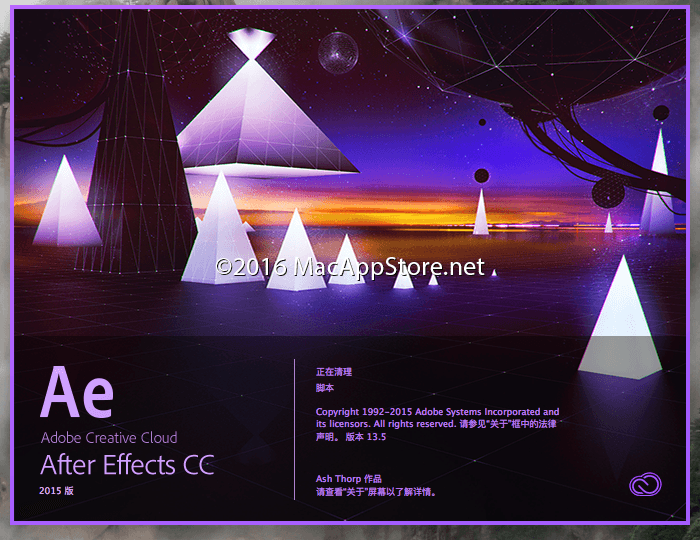 ©2016 MacAppStore.net
Ae
Adobe Creative Cloud
After Effects CC
2015 版
正在清理
脚本
Copyright 1992-2015 Adobe Systems Incorporated and
its licensors. All rights reserved. 请参见“关于”框中的法律
声明。 版本 13.5
Ash Thorp 作品
请查看“关于”屏幕以了解详情。